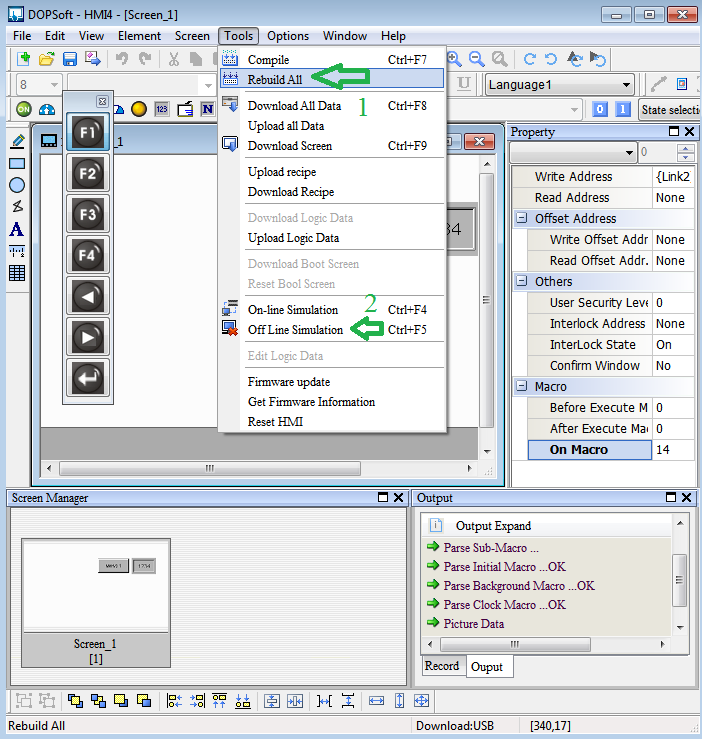 DOPSoft - HMI4 - [Screen_1]
File Edit View Element Screen Tools Options Window Help
8
Language1
Compile Ctrl+F7
Rebuild All
Download All Data Ctrl+F8
1
Upload all Data
Download Screen Ctrl+F9
Upload recipe
Download Recipe
Download Logic Data
Upload Logic Data
Download Boot Screen
Reset Bool Screen
On-line Simulation Ctrl+F4
2
Off Line Simulation Ctrl+F5
Edit Logic Data
Firmware update
Get Firmware Information
Reset HMI
ON
123
N
U
A
0 1 State selecti
F1
F2
F3
F4
_1
34
Property
0
Write Address {Link2
Read Address None
Offset Address
Write Offset Addr None
Read Offset Addr. None
Others
User Security Leve 0
Interlock Address None
InterLock State On
Confirm Window No
Macro
Before Execute M 0
After Execute Mac 0
On Macro 14
Screen Manager
1234
Screen_1
[1]
Output
Output Expand
Parse Sub-Macro ...
Parse Initial Macro ...OK
Parse Background Macro ...OK
Parse Clock Macro ...OK
Picture Data
Record Ouput
Rebuild All Download:USB [340,17]